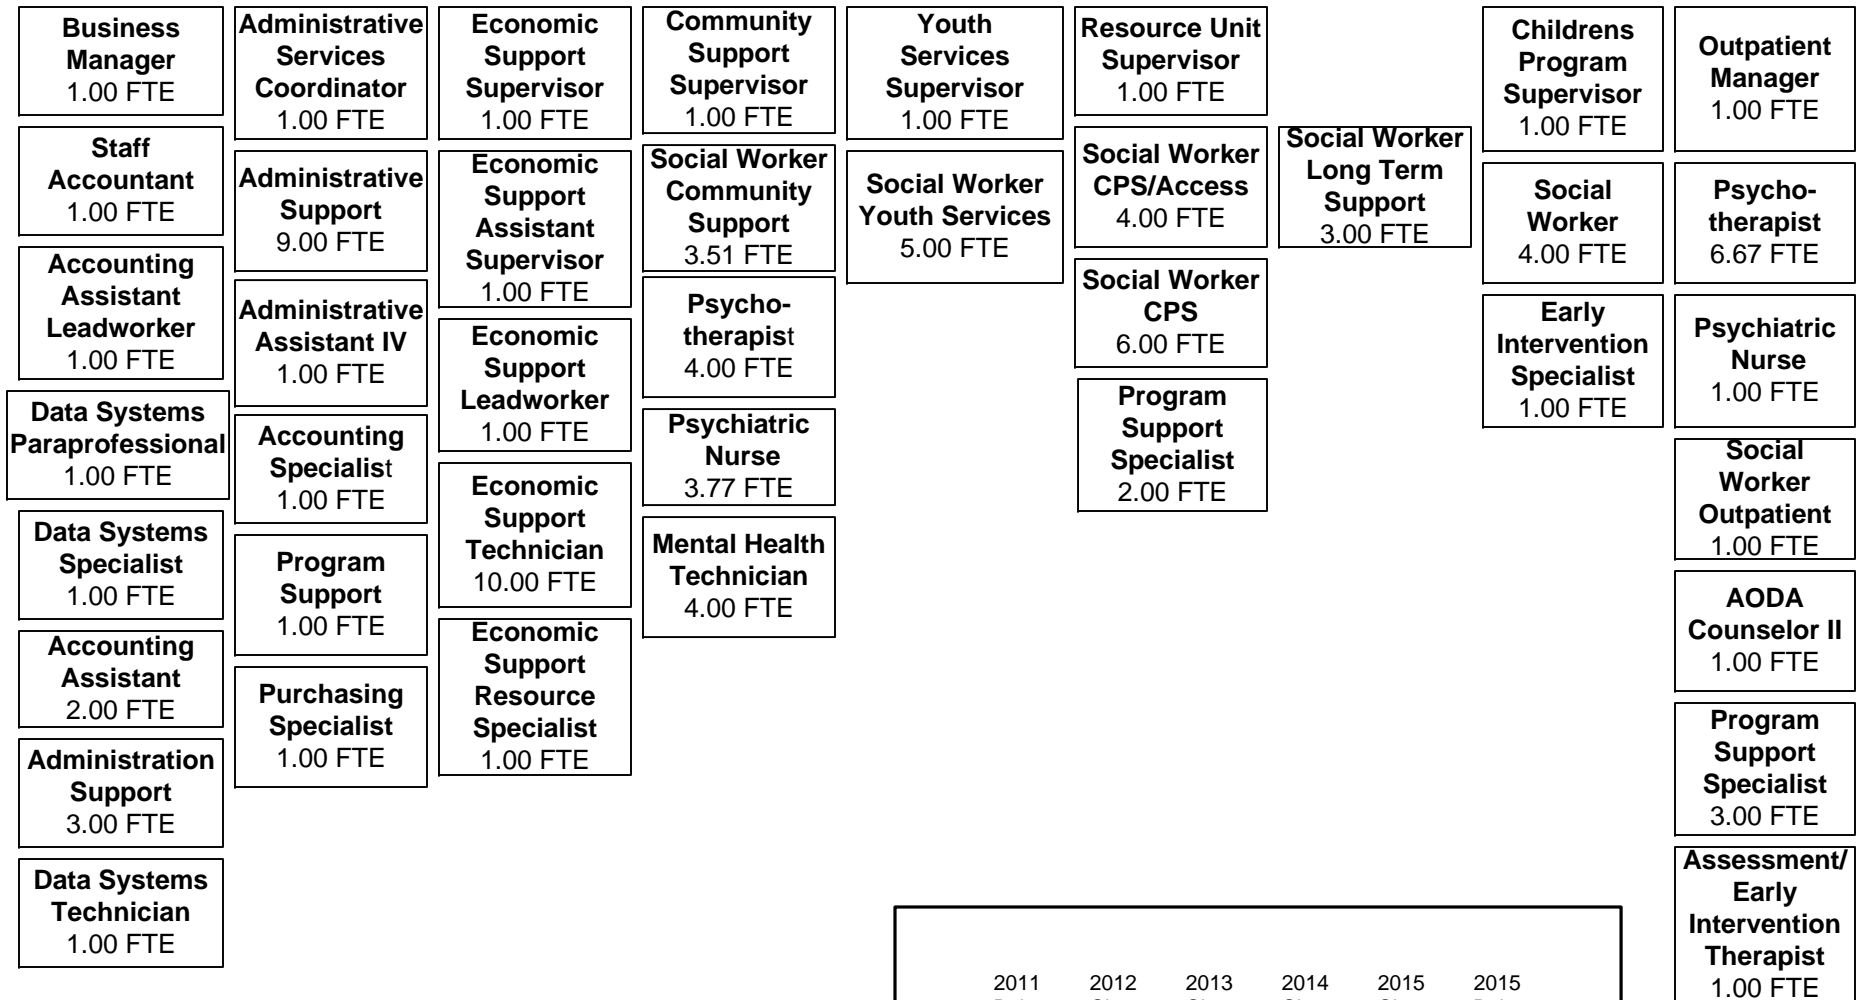 Business
Manager
1.00 FTE
Staff
Accountant
1.00 FTE
Accounting
Assistant
Leadworker
1.00 FTE
Data Systems
Paraprofessional
1.00 FTE
Data Systems
Specialist
1.00 FTE
Accounting
Assistant
2.00 FTE
Administration
Support
3.00 FTE
Data Systems
Technician
1.00 FTE
Administrative
Services
Coordinator
1.00 FTE
Administrative
Support
9.00 FTE
Administrative
Assistant IV
1.00 FTE
Accounting
Specialist
1.00 FTE
Program
Support
1.00 FTE
Purchasing
Specialist
1.00 FTE
Economic
Support
Supervisor
1.00 FTE
Economic
Support
Assistant
Supervisor
1.00 FTE
Economic
Support
Leadworker
1.00 FTE
Economic
Support
Technician
10.00 FTE
Economic
Support
Resource
Specialist
1.00 FTE
Community
Support
Supervisor
1.00 FTE
Social Worker
Community
Support
3.51 FTE
Psycho-
therapist
4.00 FTE
Psychiatric
Nurse
3.77 FTE
Mental Health
Technician
4.00 FTE
Youth
Services
Supervisor
1.00 FTE
Social Worker
Youth Services
5.00 FTE
Resource Unit
Supervisor
1.00 FTE
Social Worker
CPS/Access
4.00 FTE
Social Worker
CPS
6.00 FTE
Program
Support
Specialist
2.00 FTE
Social Worker
Long Term
Support
3.00 FTE
Childrens
Program
Supervisor
1.00 FTE
Social
Worker
4.00 FTE
Early
Intervention
Specialist
1.00 FTE
Outpatient
Manager
1.00 FTE
Psycho-
therapist
6.67 FTE
Psychiatric
Nurse
1.00 FTE
Social
Worker
Outpatient
1.00 FTE
AODA
Counselor II
1.00 FTE
Program
Support
Specialist
3.00 FTE
Assessment/
Early
Intervention
Therapist
1.00 FTE
2011 2012 2013 2014 2015 2015